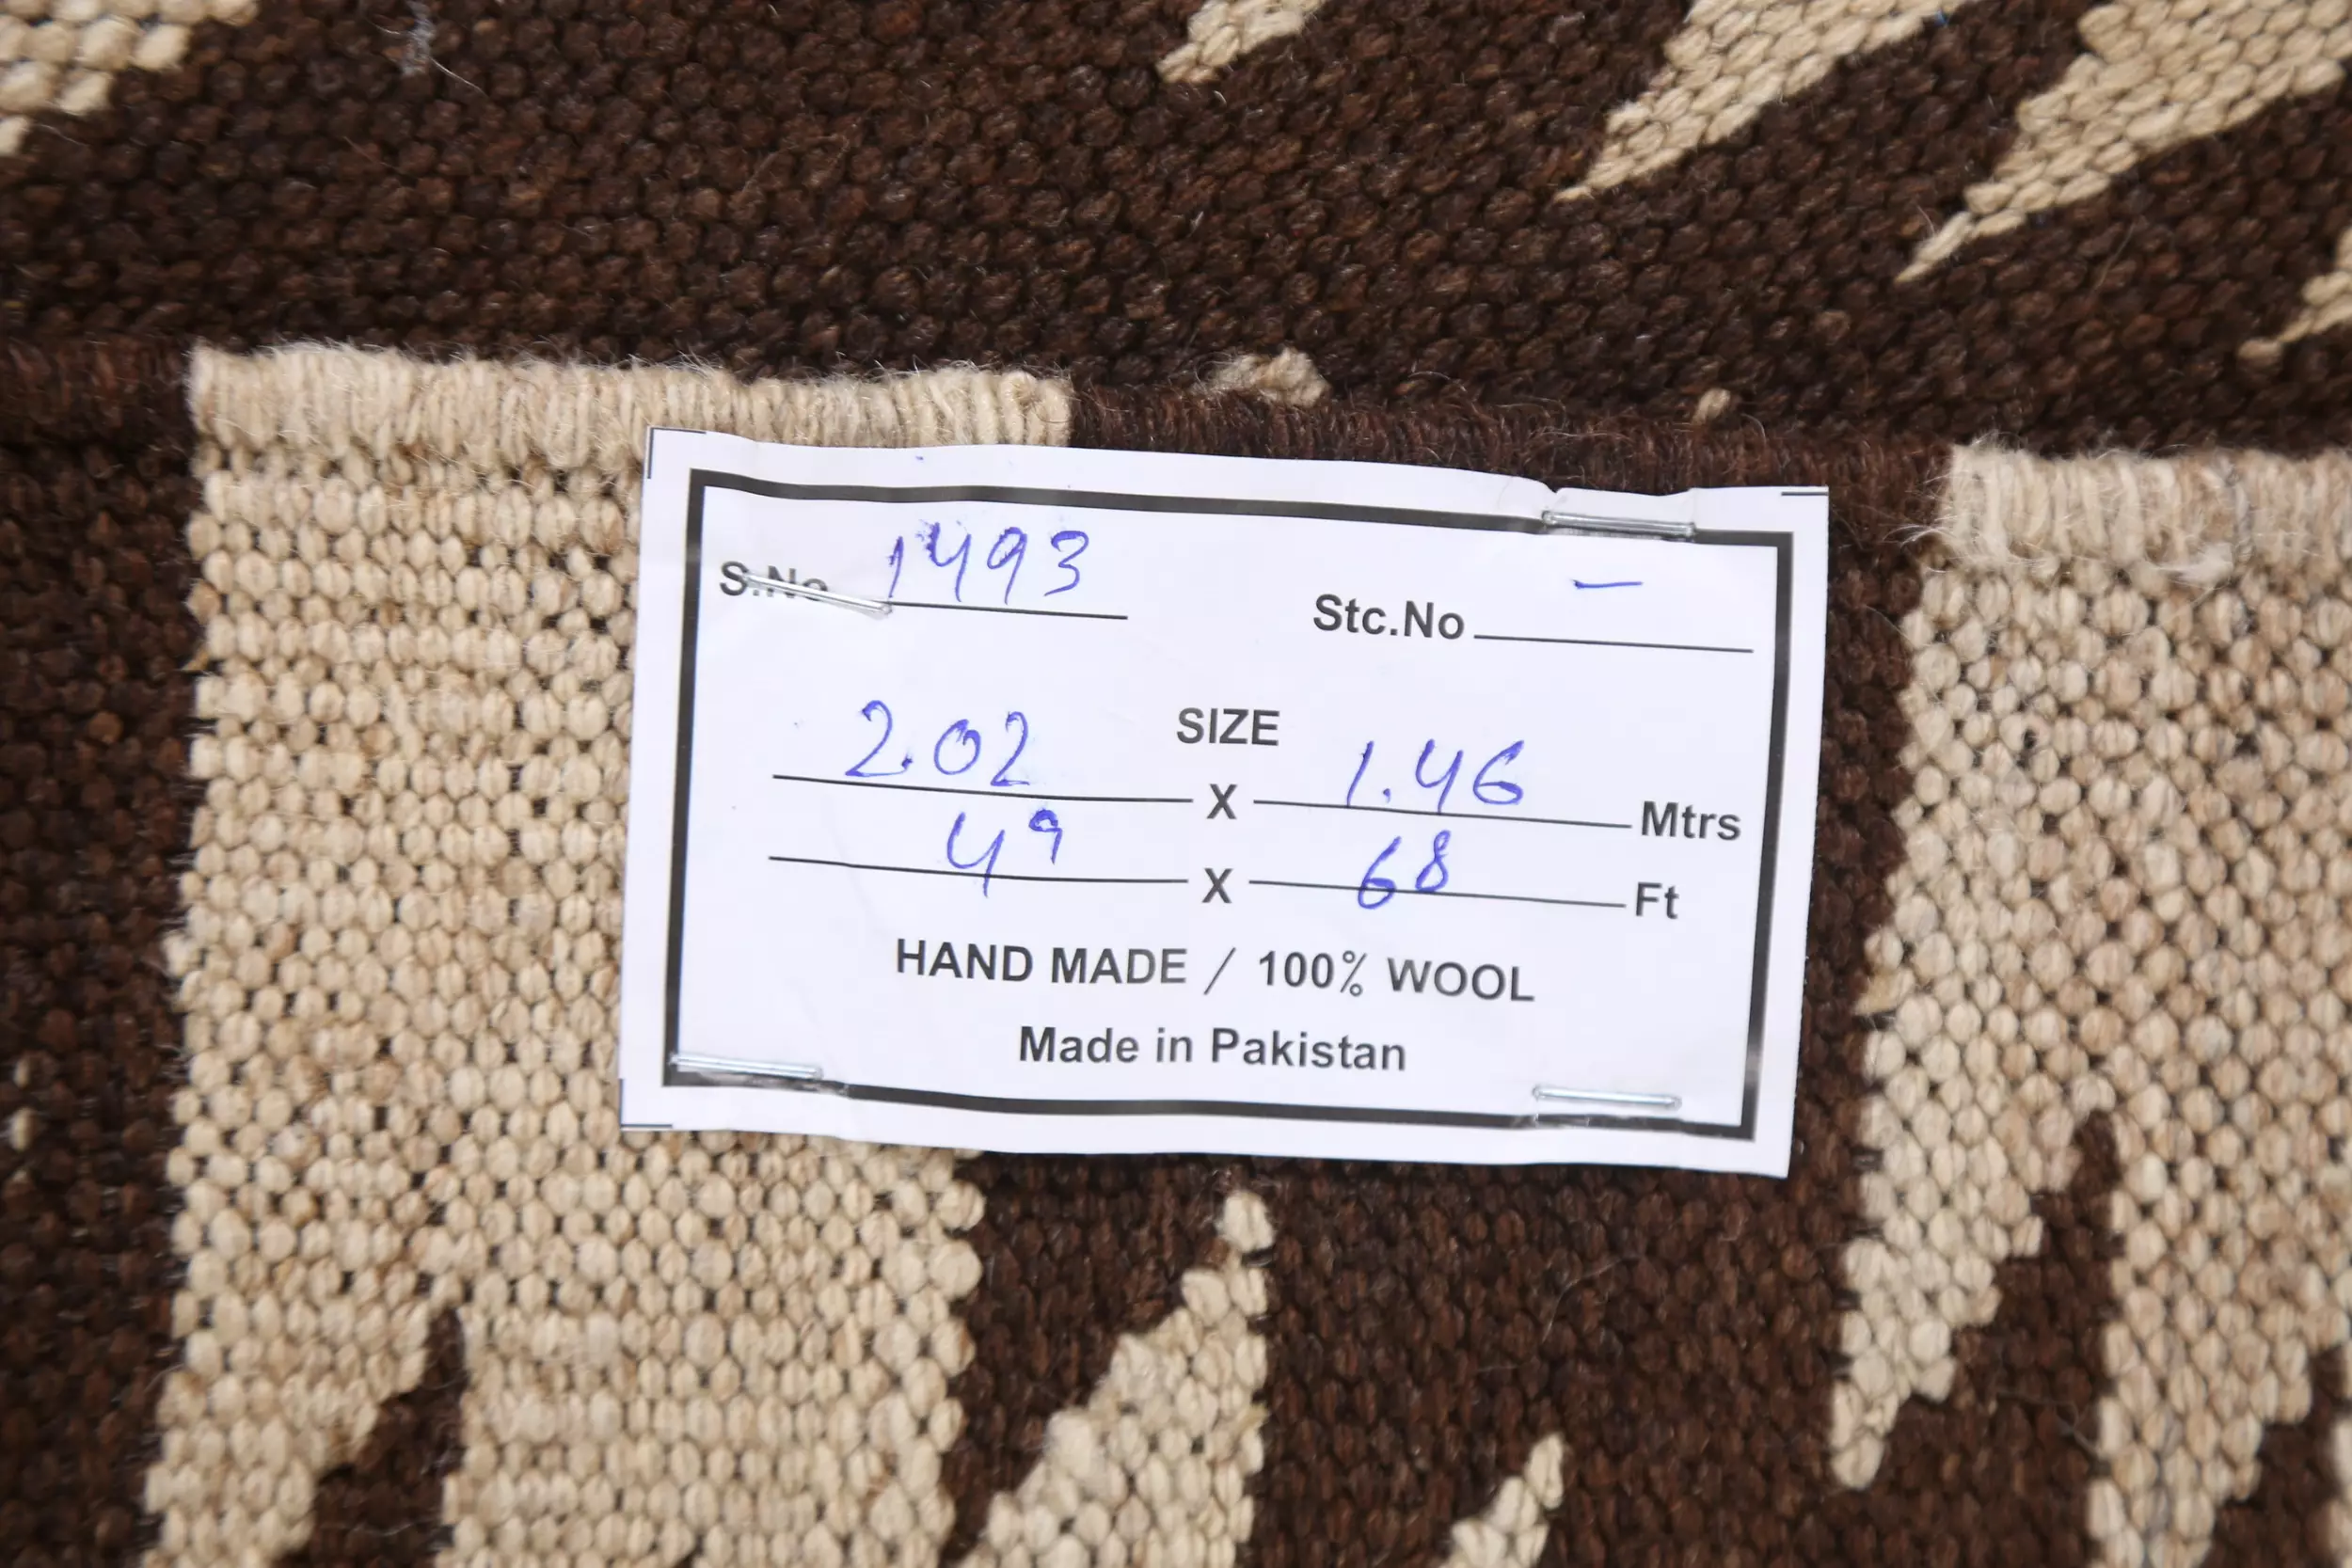 S.No 1493 Stc.No —
SIZE
2.02 X 1.46 Mtrs
4⁹ X 6⁸ Ft
HAND MADE / 100% WOOL
Made in Pakistan